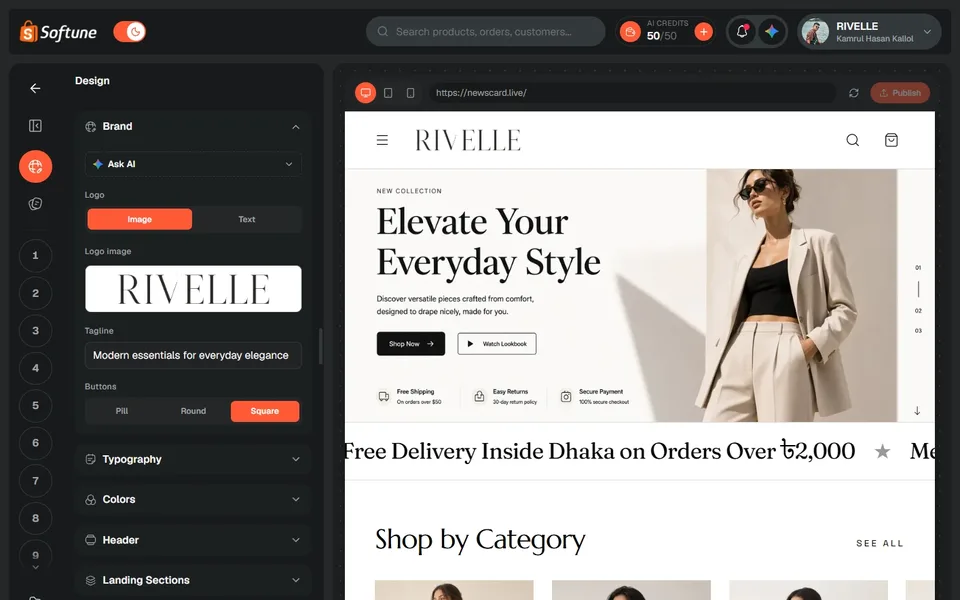 Softune
Search products, orders, customers...
AI CREDITS
50/50
RIVELLE
Kamrul Hasan Kallol
Design
Brand
Ask AI
Logo
Image
Text
Logo image
RIVELLE
Tagline
Modern essentials for everyday elegance
Buttons
Pill
Round
Square
Typography
Colors
Header
Landing Sections
1
2
3
4
5
6
7
8
9
https://newscard.live/
Publish
RIVELLE
NEW COLLECTION
Elevate Your
Everyday Style
Discover versatile pieces crafted from comfort,
designed to drape nicely, made for you.
Shop Now
Watch Lookbook
Free Shipping
On orders over $50
Easy Returns
30-day return policy
Secure Payment
100% secure checkout
01
02
03
Free Delivery Inside Dhaka on Orders Over ৳2,000
Me
Shop by Category
SEE ALL